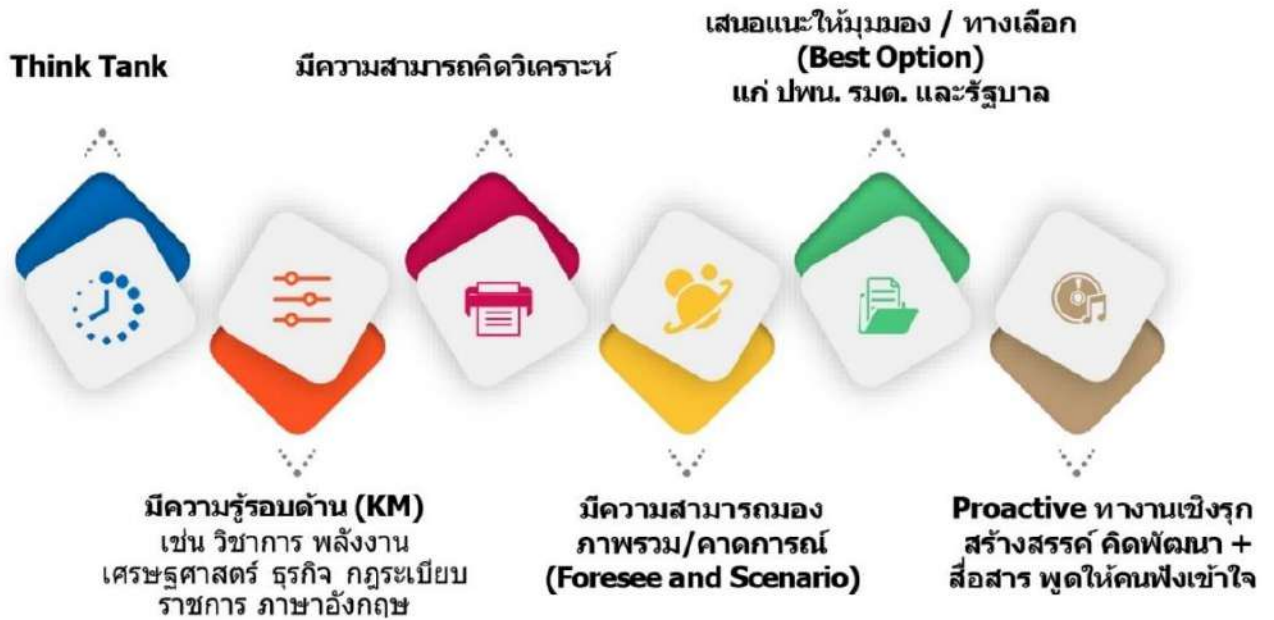 Think Tank
มีความรู้รอบด้าน (KM)
เช่น วิชาการ พลังงาน
เศรษฐศาสตร์ ธุรกิจ กฎระเบียบ
ราชการ ภาษาอังกฤษ
มีความสามารถคิดวิเคราะห์
มีความสามารถมอง
ภาพรวม/คาดการณ์
(Foresee and Scenario)
เสนอแนะให้มุมมอง / ทางเลือก
(Best Option)
แก่ ปพน. รมต. และรัฐบาล
Proactive ทางานเชิงรุก
สร้างสรรค์ คิดพัฒนา +
สื่อสาร พูดให้คนฟังเข้าใจ